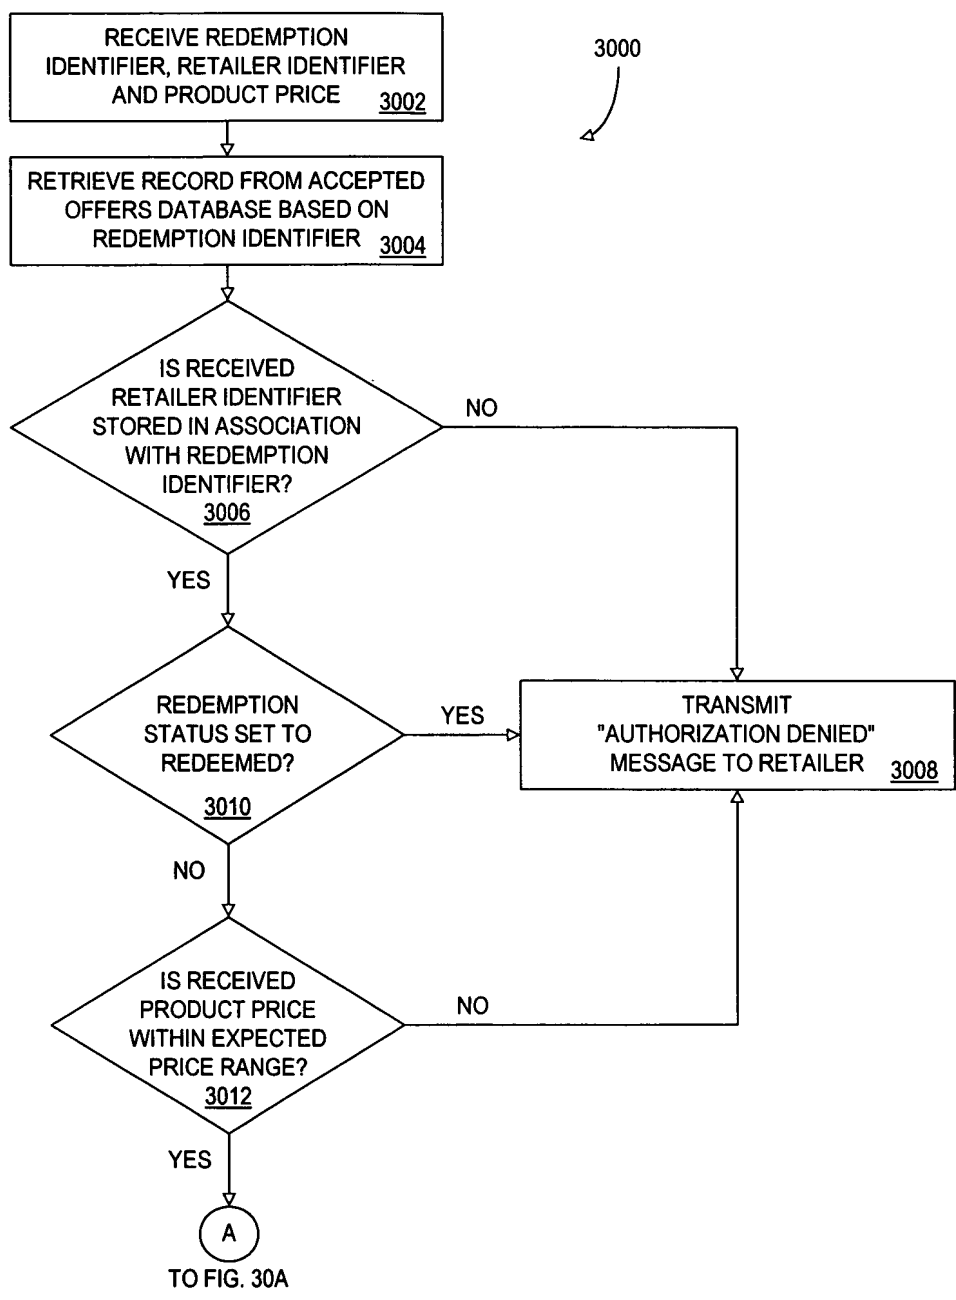 RECEIVE REDEMPTION
IDENTIFIER, RETAILER IDENTIFIER
AND PRODUCT PRICE
3002
3000
RETRIEVE RECORD FROM ACCEPTED
OFFERS DATABASE BASED ON
REDEMPTION IDENTIFIER
3004
IS RECEIVED
RETAILER IDENTIFIER
STORED IN ASSOCIATION
WITH REDEMPTION
IDENTIFIER?
3006
NO
YES
REDEMPTION
STATUS SET TO
REDEEMED?
3010
YES
TRANSMIT
"AUTHORIZATION DENIED"
MESSAGE TO RETAILER
3008
NO
IS RECEIVED
PRODUCT PRICE
WITHIN EXPECTED
PRICE RANGE?
3012
NO
YES
A
TO FIG. 30A